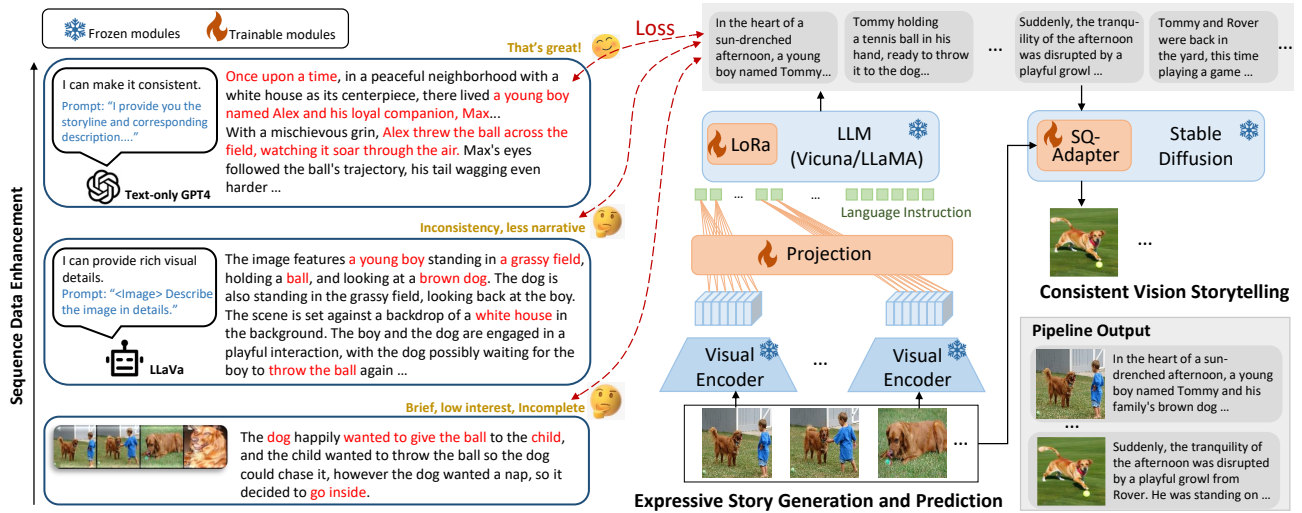 Frozen modules
Trainable modules
Sequence Data Enhancement
That's great!
I can make it consistent.
Prompt: "I provide you the
storyline and corresponding
description...."
Text-only GPT4
Once upon a time, in a peaceful neighborhood with a
white house as its centerpiece, there lived a young boy
named Alex and his loyal companion, Max...
With a mischievous grin, Alex threw the ball across the
field, watching it soar through the air. Max's eyes
followed the ball's trajectory, his tail wagging even
harder ...
Inconsistency, less narrative
I can provide rich visual
details.
Prompt: "<Image> Describe
the image in details."
LLaVa
The image features a young boy standing in a grassy field,
holding a ball, and looking at a brown dog. The dog is
also standing in the grassy field, looking back at the boy.
The scene is set against a backdrop of a white house in
the background. The boy and the dog are engaged in a
playful interaction, with the dog possibly waiting for the
boy to throw the ball again ...
Brief, low interest, Incomplete
The dog happily wanted to give the ball to the child,
and the child wanted to throw the ball so the dog
could chase it, however the dog wanted a nap, so it
decided to go inside.
Loss
In the heart of a
sun-drenched
afternoon, a young
boy named Tommy...
Tommy holding
a tennis ball in his
hand, ready to throw
it to the dog...
...
Suddenly, the tranqu-
ility of the afternoon
was disrupted by a
playful growl ...
Tommy and Rover
were back in
the yard, this time
playing a game ...
...
LoRa
LLM
(Vicuna/LLaMA)
... ...
Language Instruction
Projection
Visual
Encoder
...
Visual
Encoder
...
Expressive Story Generation and Prediction
SQ-
Adapter
Stable
Diffusion
...
Consistent Vision Storytelling
Pipeline Output
In the heart of a sun-
drenched afternoon, a young
boy named Tommy and his
family's brown dog ...
...
Suddenly, the tranquility of
the afternoon was disrupted
by a playful growl from
Rover. He was standing on ...